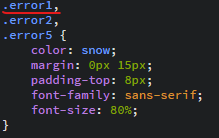 .error1,
.error2,
.error5 {
color: snow;
margin: 0px 15px;
padding-top: 8px;
font-family: sans-serif;
font-size: 80%;
}